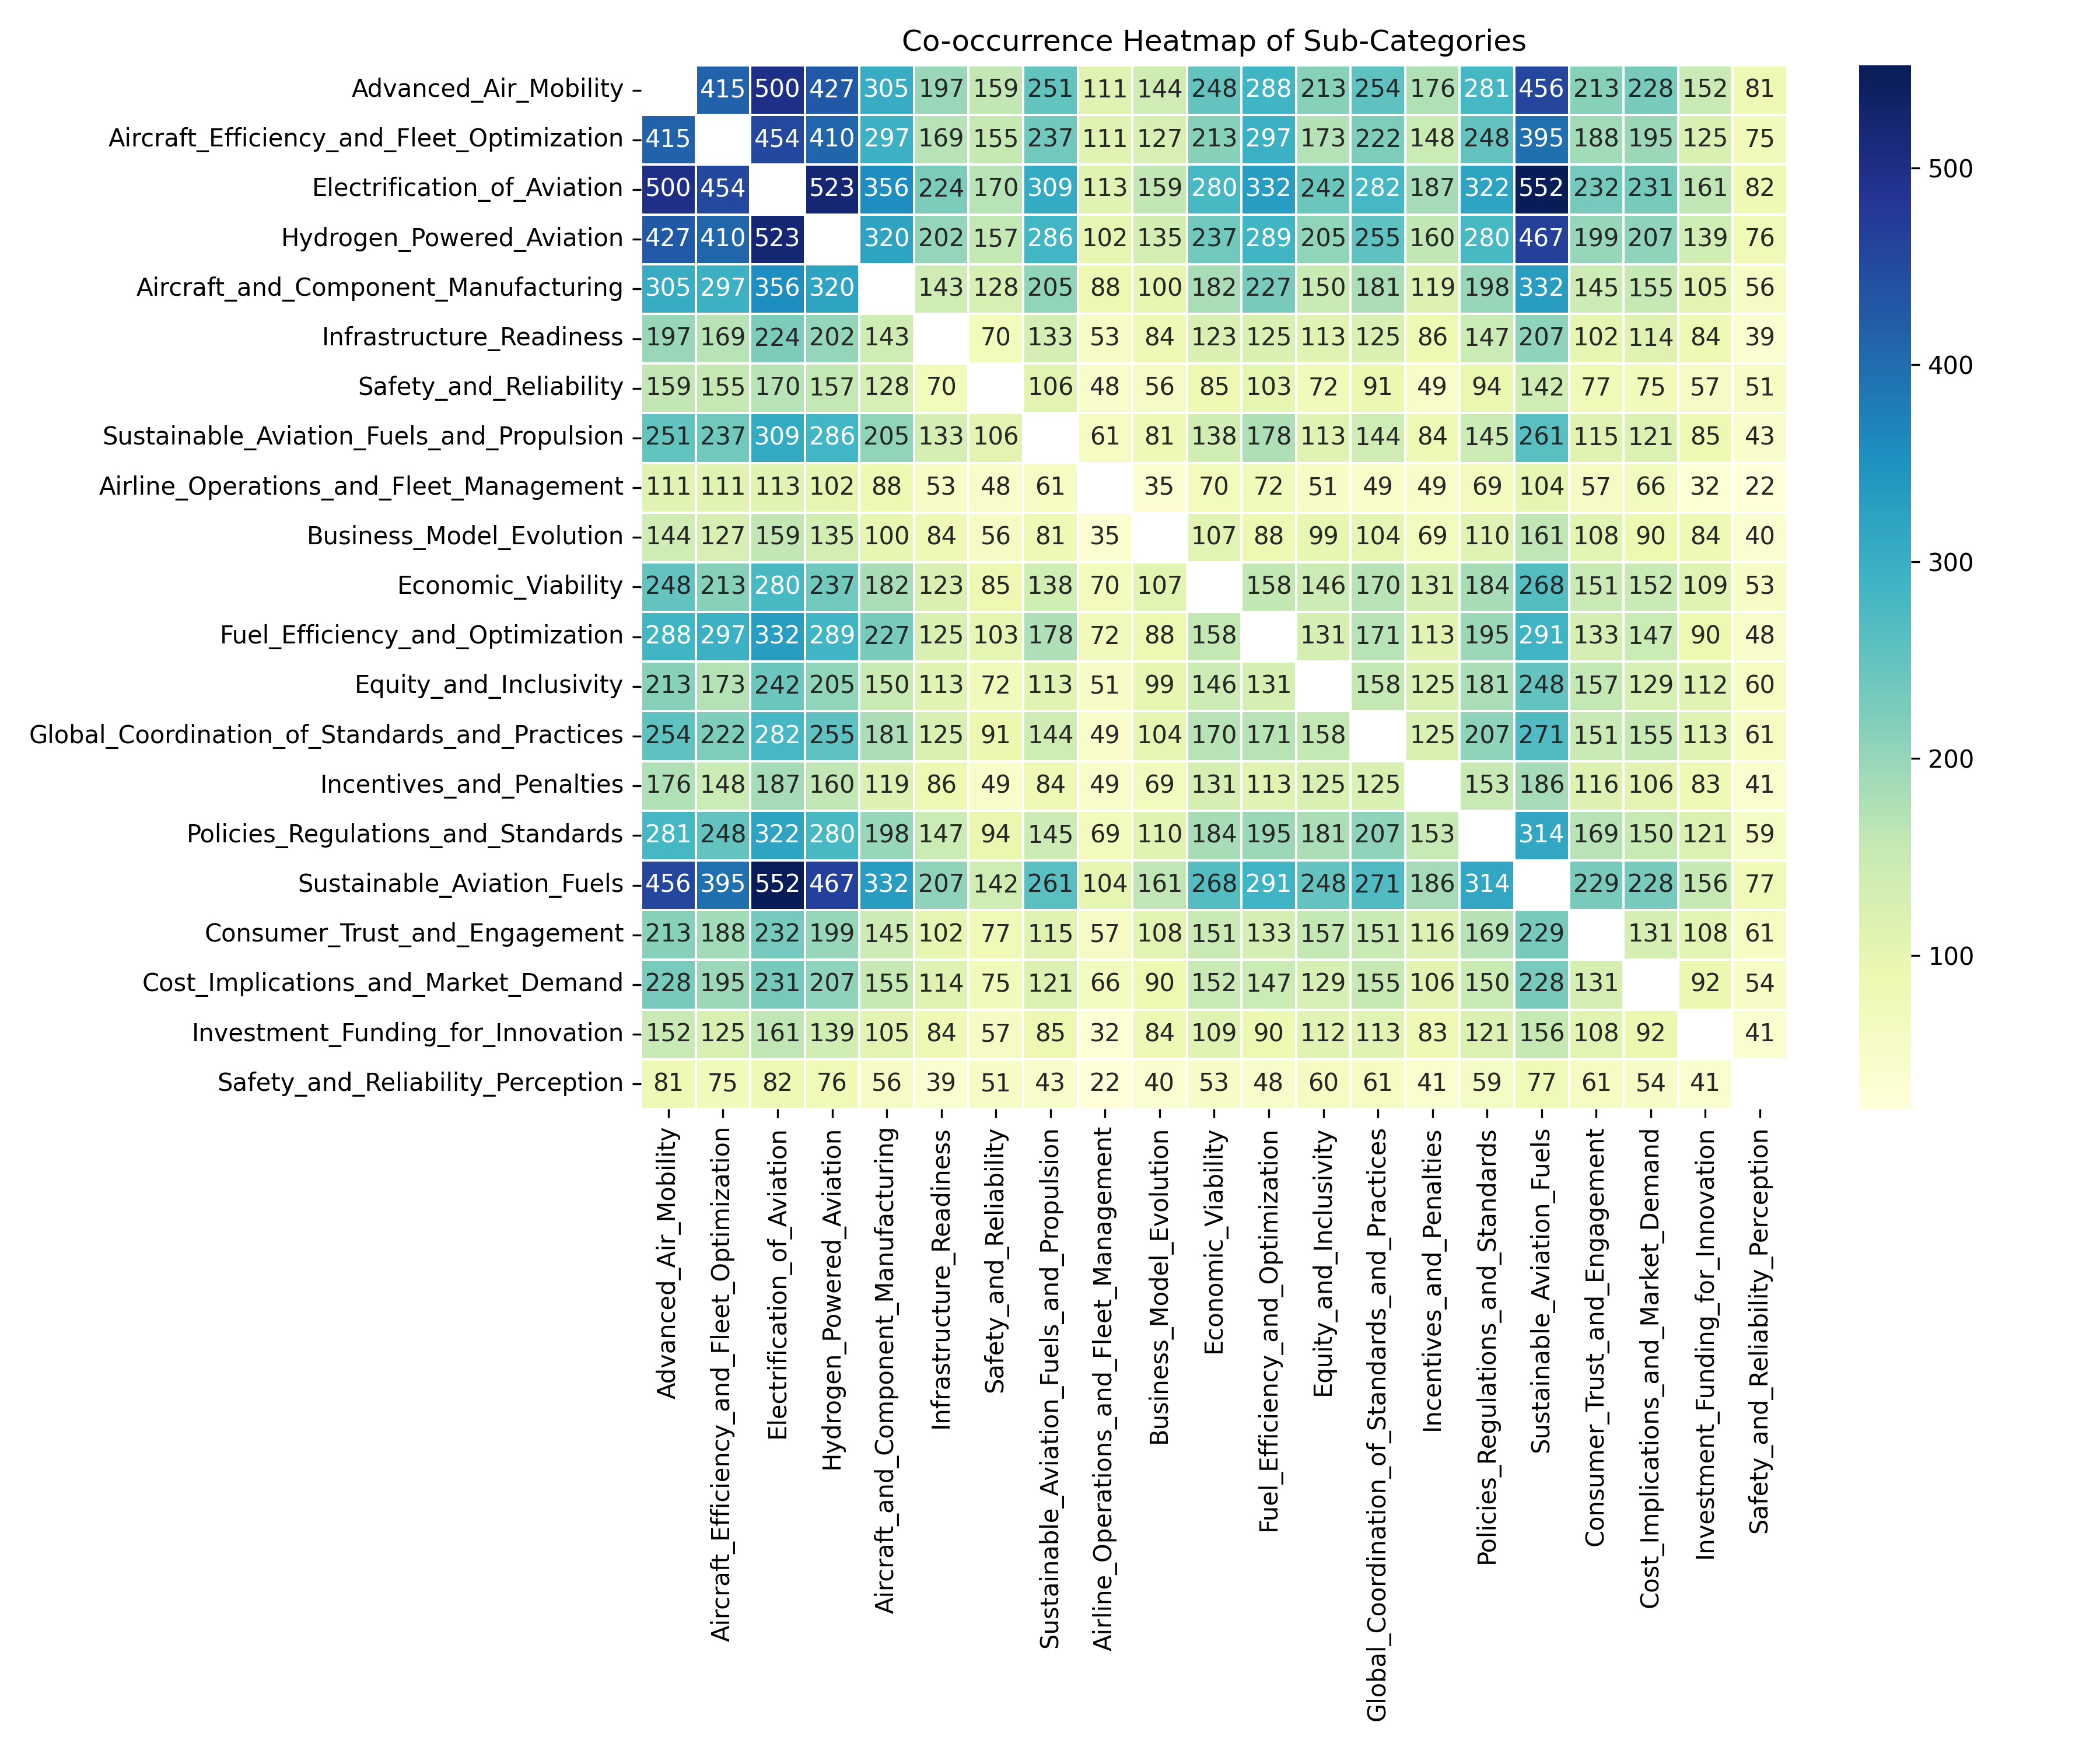 Co-occurrence Heatmap of Sub-Categories
Advanced_Air_Mobility 415 500 427 305 197 159 251 111 144 248 288 213 254 176 281 456 213 228 152 81
Aircraft_Efficiency_and_Fleet_Optimization 415 454 410 297 169 155 237 111 127 213 297 173 222 148 248 395 188 195 125 75
Electrification_of_Aviation 500 454 523 356 224 170 309 113 159 280 332 242 282 187 322 552 232 231 161 82
Hydrogen_Powered_Aviation 427 410 523 320 202 157 286 102 135 237 289 205 255 160 280 467 199 207 139 76
Aircraft_and_Component_Manufacturing 305 297 356 320 143 128 205 88 100 182 227 150 181 119 198 332 145 155 105 56
Infrastructure_Readiness 197 169 224 202 143 70 133 53 84 123 125 113 125 86 147 207 102 114 84 39
Safety_and_Reliability 159 155 170 157 128 70 106 48 56 85 103 72 91 49 94 142 77 75 57 51
Sustainable_Aviation_Fuels_and_Propulsion 251 237 309 286 205 133 106 61 81 138 178 113 144 84 145 261 115 121 85 43
Airline_Operations_and_Fleet_Management 111 111 113 102 88 53 48 61 35 70 72 51 49 49 69 104 57 66 32 22
Business_Model_Evolution 144 127 159 135 100 84 56 81 35 107 88 99 104 69 110 161 108 90 84 40
Economic_Viability 248 213 280 237 182 123 85 138 70 107 158 146 170 131 184 268 151 152 109 53
Fuel_Efficiency_and_Optimization 288 297 332 289 227 125 103 178 72 88 158 131 171 113 195 291 133 147 90 48
Equity_and_Inclusivity 213 173 242 205 150 113 72 113 51 99 146 131 158 125 181 248 157 129 112 60
Global_Coordination_of_Standards_and_Practices 254 222 282 255 181 125 91 144 49 104 170 171 158 125 207 271 151 155 113 61
Incentives_and_Penalties 176 148 187 160 119 86 49 84 49 69 131 113 125 125 153 186 116 106 83 41
Policies_Regulations_and_Standards 281 248 322 280 198 147 94 145 69 110 184 195 181 207 153 314 169 150 121 59
Sustainable_Aviation_Fuels 456 395 552 467 332 207 142 261 104 161 268 291 248 271 186 314 229 228 156 77
Consumer_Trust_and_Engagement 213 188 232 199 145 102 77 115 57 108 151 133 157 151 116 169 229 131 108 61
Cost_Implications_and_Market_Demand 228 195 231 207 155 114 75 121 66 90 152 147 129 155 106 150 228 131 92 54
Investment_Funding_for_Innovation 152 125 161 139 105 84 57 85 32 84 109 90 112 113 83 121 156 108 92 41
Safety_and_Reliability_Perception 81 75 82 76 56 39 51 43 22 40 53 48 60 61 41 59 77 61 54 41
Advanced_Air_Mobility
Aircraft_Efficiency_and_Fleet_Optimization
Electrification_of_Aviation
Hydrogen_Powered_Aviation
Aircraft_and_Component_Manufacturing
Infrastructure_Readiness
Safety_and_Reliability
Sustainable_Aviation_Fuels_and_Propulsion
Airline_Operations_and_Fleet_Management
Business_Model_Evolution
Economic_Viability
Fuel_Efficiency_and_Optimization
Equity_and_Inclusivity
Global_Coordination_of_Standards_and_Practices
Incentives_and_Penalties
Policies_Regulations_and_Standards
Sustainable_Aviation_Fuels
Consumer_Trust_and_Engagement
Cost_Implications_and_Market_Demand
Investment_Funding_for_Innovation
Safety_and_Reliability_Perception
500
400
300
200
100